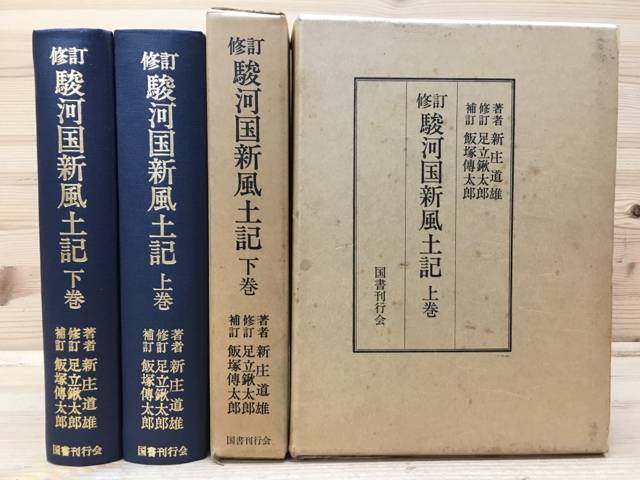 修訂
駿河国新風土記
下巻
著者 新庄道雄
修訂 足立鍬太郎
補訂 飯塚傳太郎
国書刊行会
修訂
駿河国新風土記
上巻
著者 新庄道雄
修訂 足立鍬太郎
補訂 飯塚傳太郎
国書刊行会
修訂
駿河国新風土記
下巻
著者 新庄道雄
修訂 足立鍬太郎
補訂 飯塚傳太郎
国書刊行会
著者 新庄道雄
修訂 足立鍬太郎
補訂 飯塚傳太郎
修訂 駿河国新風土記 上巻
国書刊行会